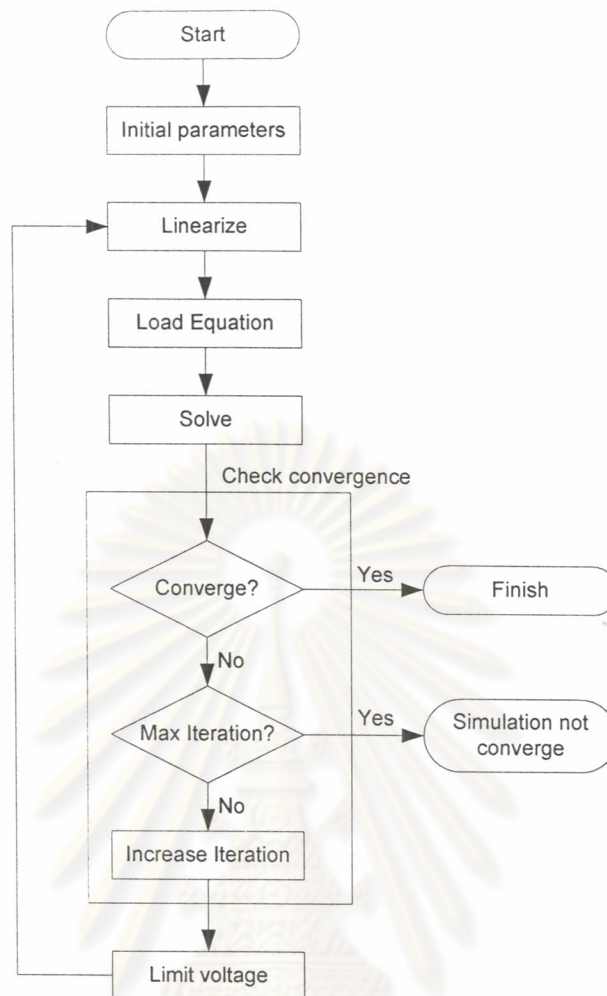 Start
Initial parameters
Linearize
Load Equation
Solve
Check convergence
Converge?
Yes
Finish
No
Max Iteration?
Yes
Simulation not
converge
No
Increase Iteration
Limit voltage